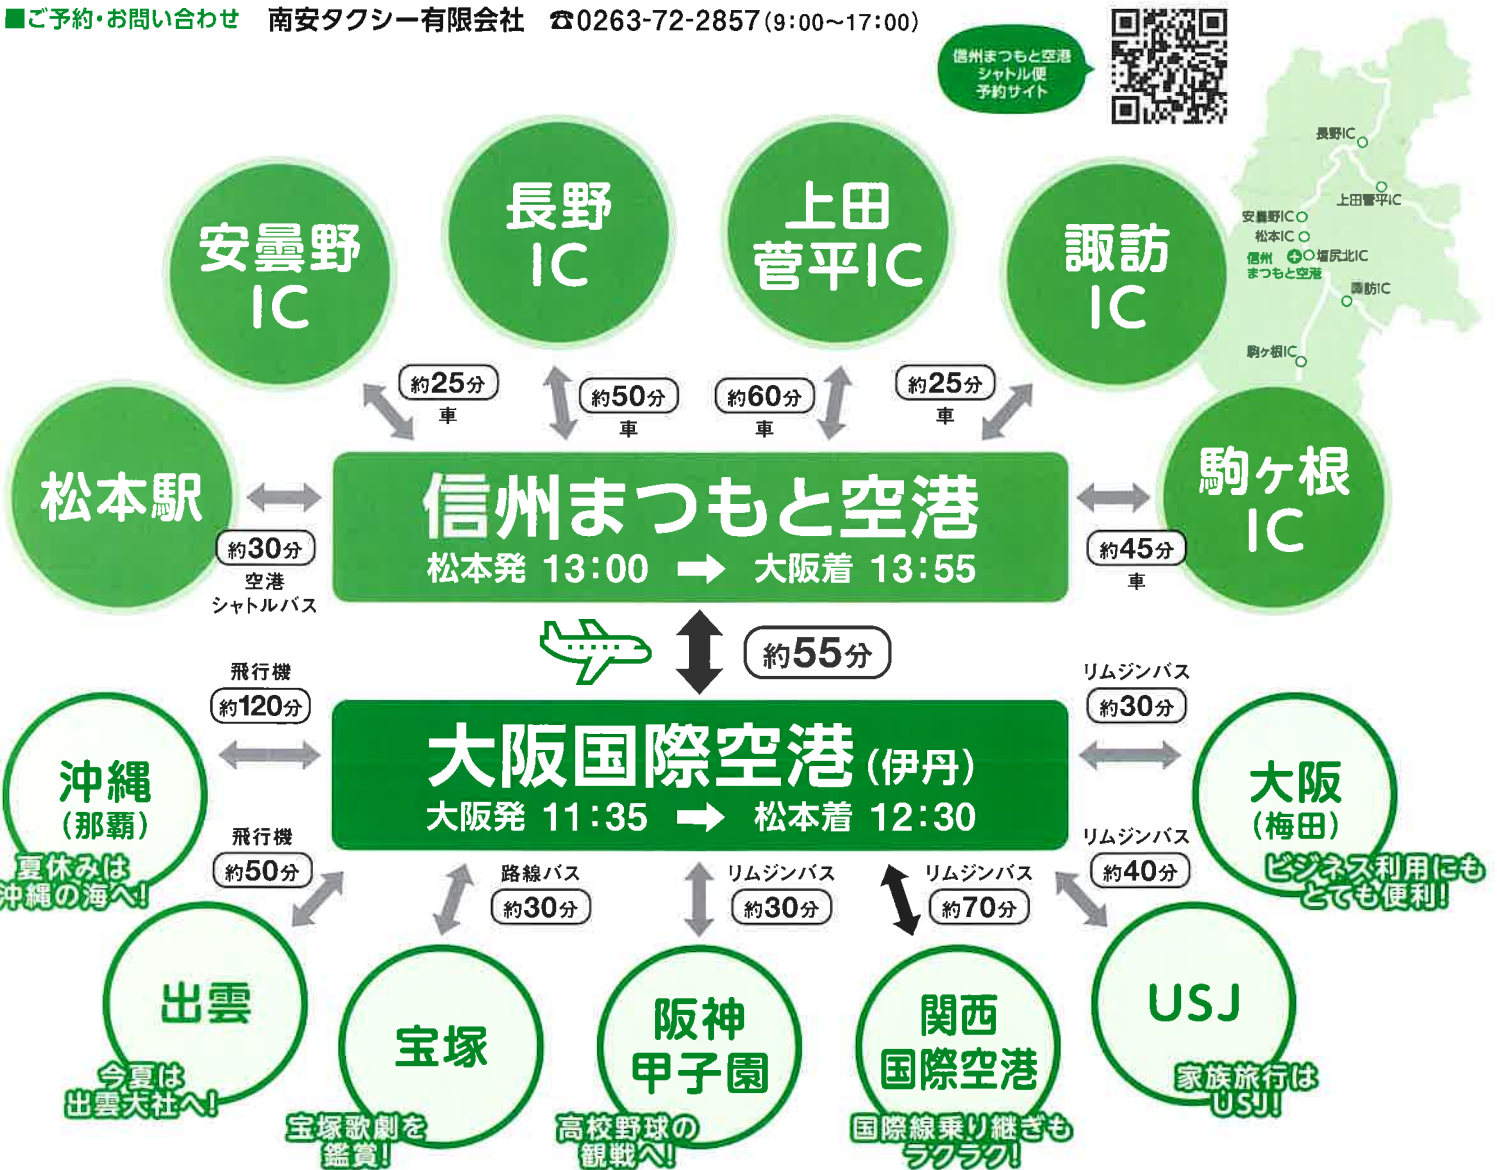 ■ご予約・お問い合わせ 南安タクシー有限会社 ☎0263-72-2857(9:00～17:00)
信州まつもと空港
シャトル便
予約サイト
長野IC
上田菅平IC
安曇野IC
松本IC
信州
まつもと空港
塩尻北IC
諏訪IC
駒ヶ根IC
安曇野
IC
長野
IC
上田
菅平IC
諏訪
IC
約25分
車
約50分
車
約60分
車
約25分
車
松本駅
約30分
空港
シャトルバス
信州まつもと空港
松本発 13:00 ➡ 大阪着 13:55
駒ヶ根
IC
約45分
車
約55分
飛行機
約120分
リムジンバス
約30分
大阪国際空港(伊丹)
大阪発 11:35 ➡ 松本着 12:30
沖縄
(那覇)
夏休みは
沖縄の海へ!
大阪
(梅田)
ビジネス利用にも
とても便利!
飛行機
約50分
路線バス
約30分
リムジンバス
約30分
リムジンバス
約70分
リムジンバス
約40分
出雲
今夏は
出雲大社へ!
宝塚
宝塚歌劇を
鑑賞!
阪神
甲子園
高校野球の
観戦へ!
関西
国際空港
国際線乗り継ぎも
ラクラク!
USJ
家族旅行は
USJ!